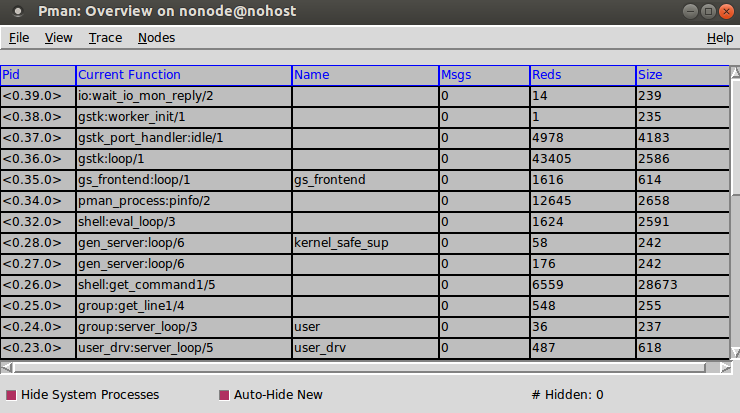 Pman: Overview on nonode@nohost
File View Trace Nodes Help
Pid Current Function Name Msgs Reds Size
<0.39.0> io:wait_io_mon_reply/2 0 14 239
<0.38.0> gstk:worker_init/1 0 1 235
<0.37.0> gstk_port_handler:idle/1 0 4978 4183
<0.36.0> gstk:loop/1 0 43405 2586
<0.35.0> gs_frontend:loop/1 gs_frontend 0 1616 614
<0.34.0> pman_process:pinfo/2 0 12645 2658
<0.32.0> shell:eval_loop/3 0 1624 2591
<0.28.0> gen_server:loop/6 kernel_safe_sup 0 58 242
<0.27.0> gen_server:loop/6 0 176 242
<0.26.0> shell:get_command1/5 0 6559 28673
<0.25.0> group:get_line1/4 0 548 255
<0.24.0> group:server_loop/3 user 0 36 237
<0.23.0> user_drv:server_loop/5 user_drv 0 487 618
Hide System Processes Auto-Hide New # Hidden: 0